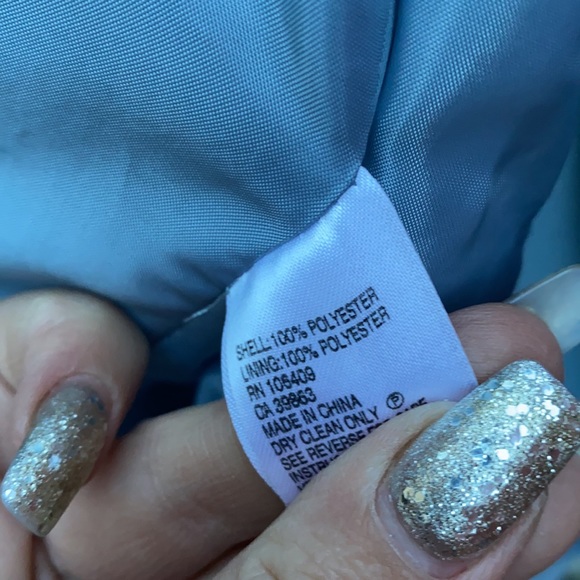 SHELL:100% POLYESTER
LINING:100% POLYESTER
RN 106409
CA 39863
MADE IN CHINA
DRY CLEAN ONLY Ⓟ
SEE REVERSE